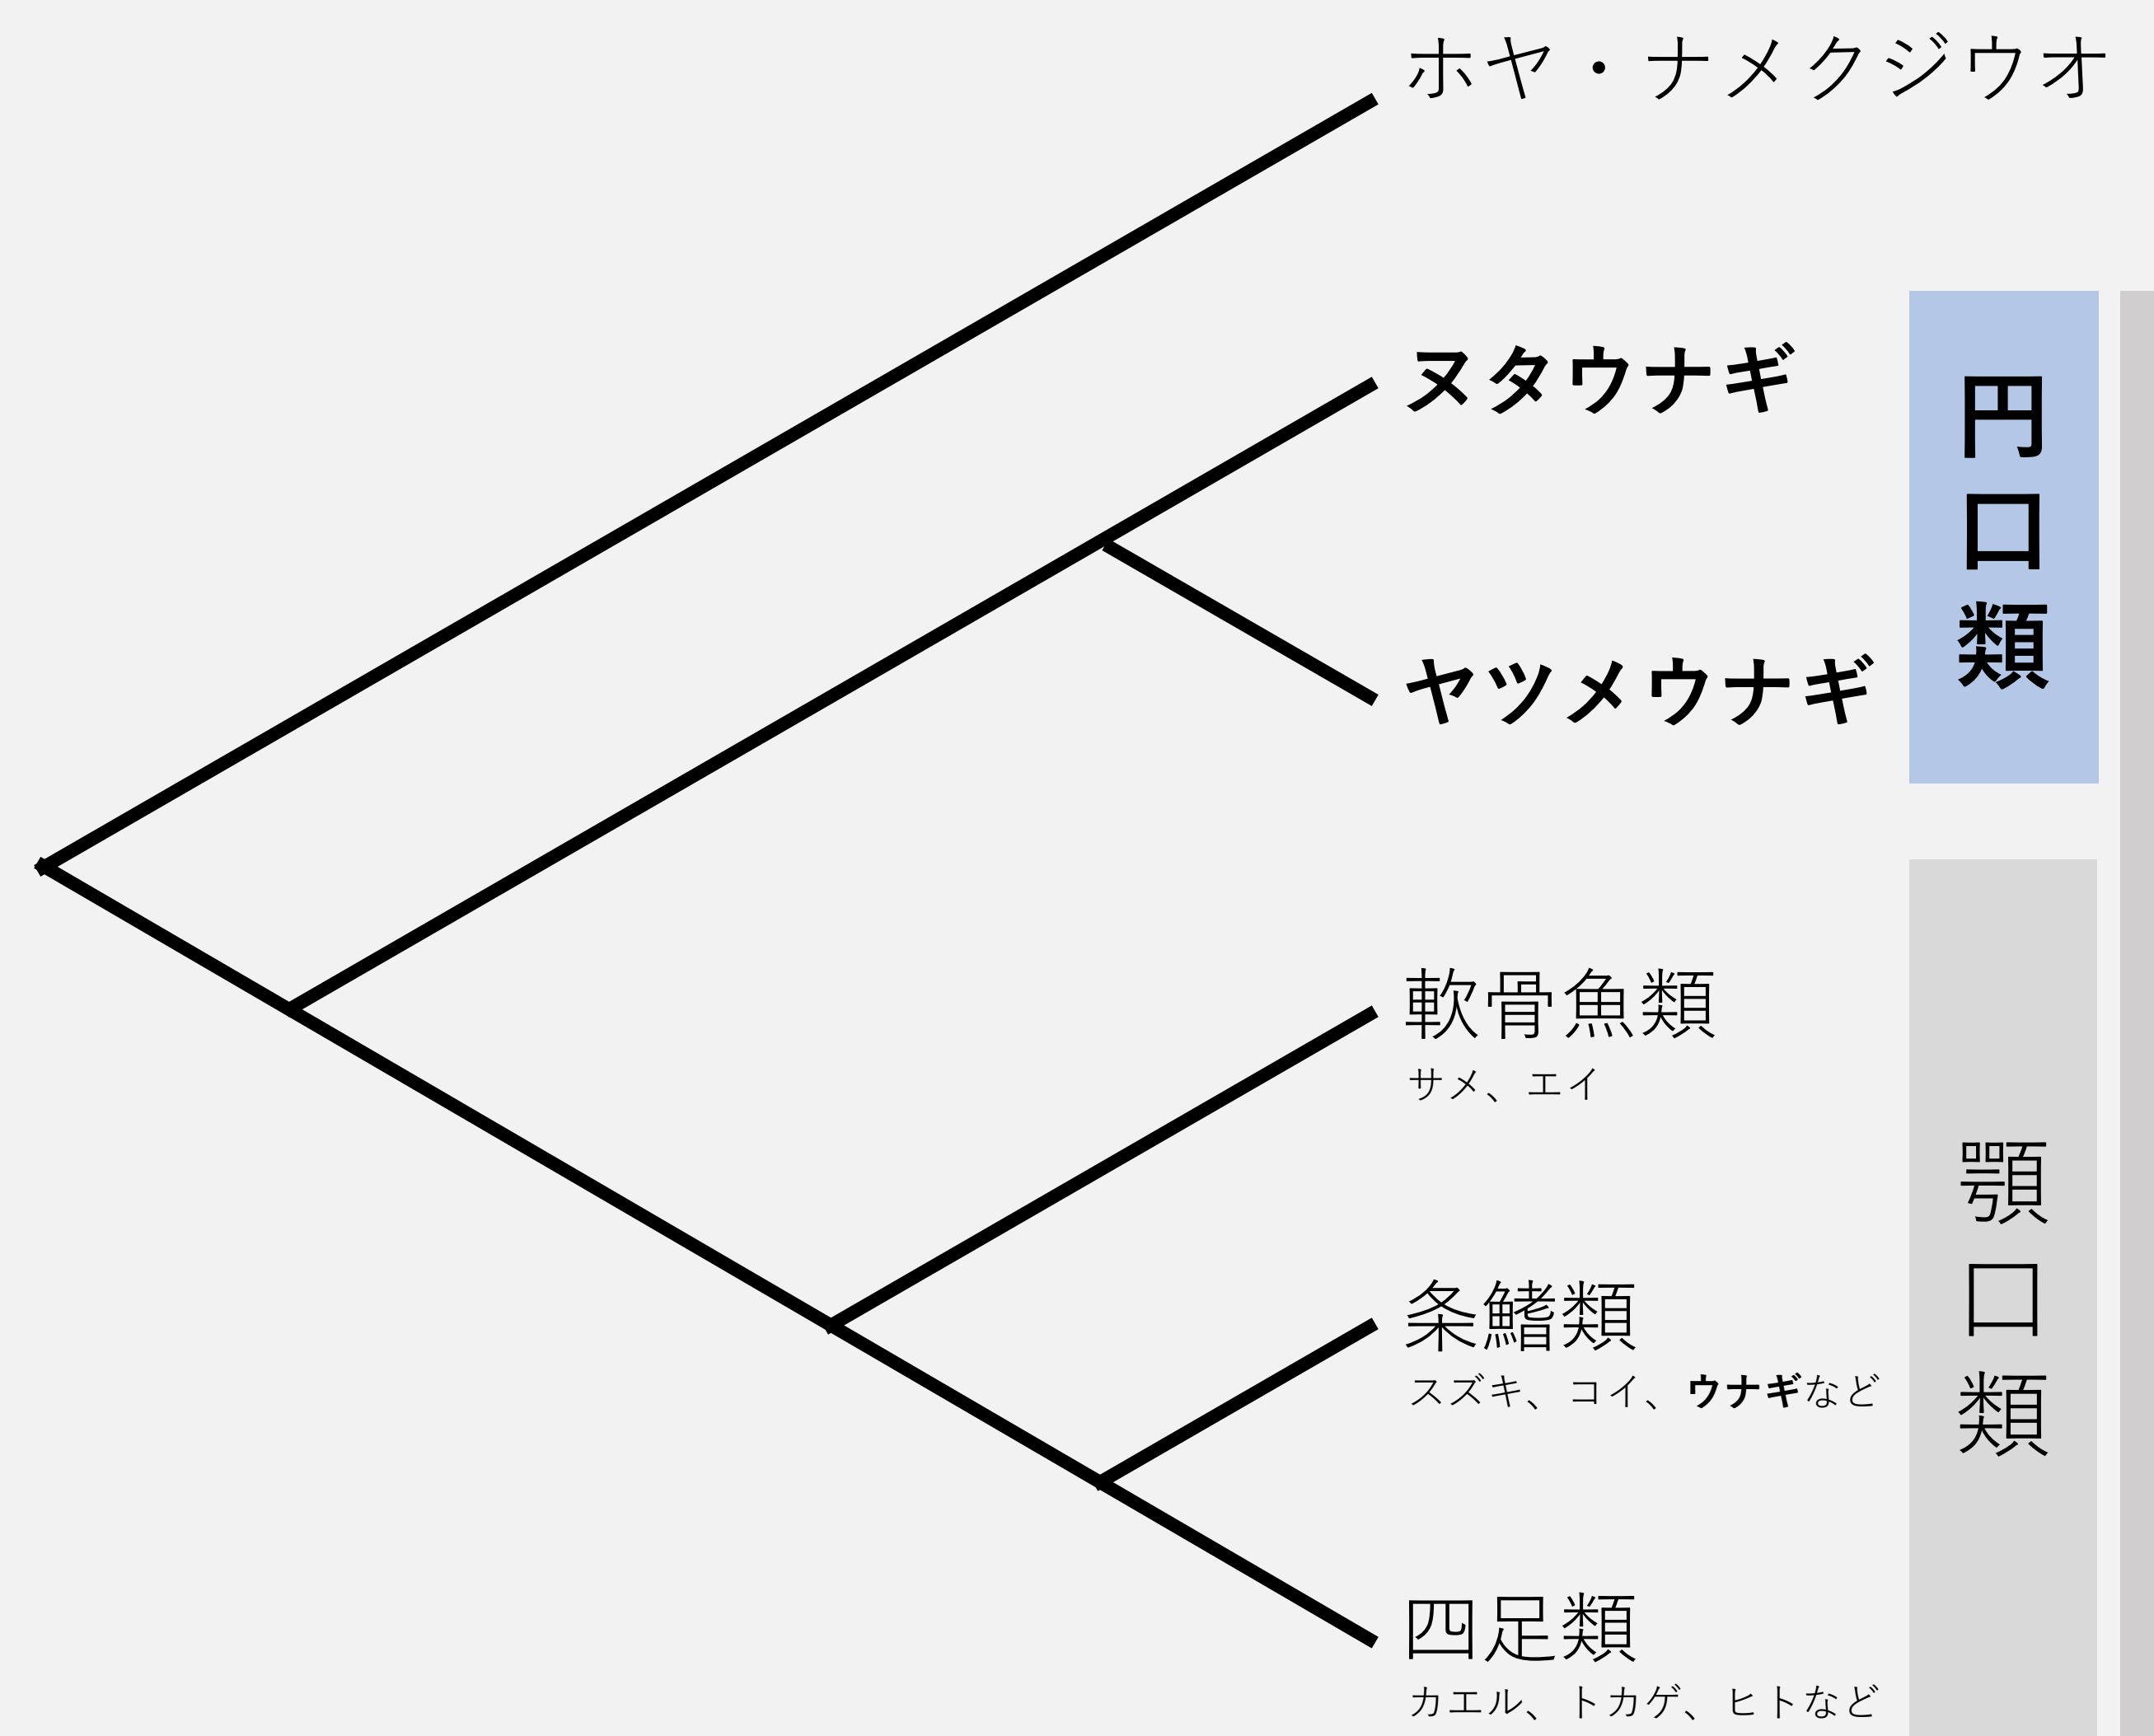 ホヤ・ナメクジウオ
ヌタウナギ
ヤツメウナギ
円口類
軟骨魚類
サメ、エイ
条鰭類
スズキ、コイ、ウナギなど
四足類
カエル、トカゲ、ヒトなど
顎口類